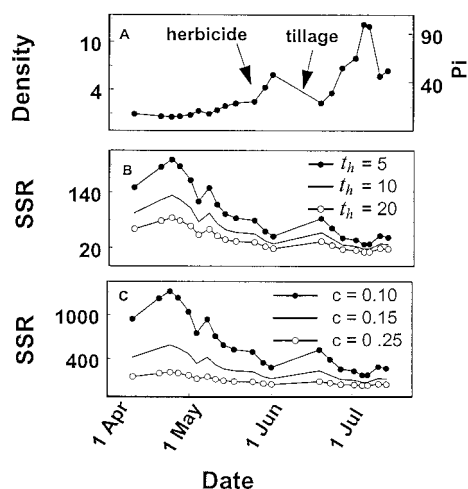 A
herbicide
tillage
Density
10
4
100
40
Pi
B
t_h = 5
t_h = 10
t_h = 20
SSR
140
20
C
c = 0.10
c = 0.15
c = 0 .25
SSR
1000
400
1 Apr
1 May
1 Jun
1 Jul
Date